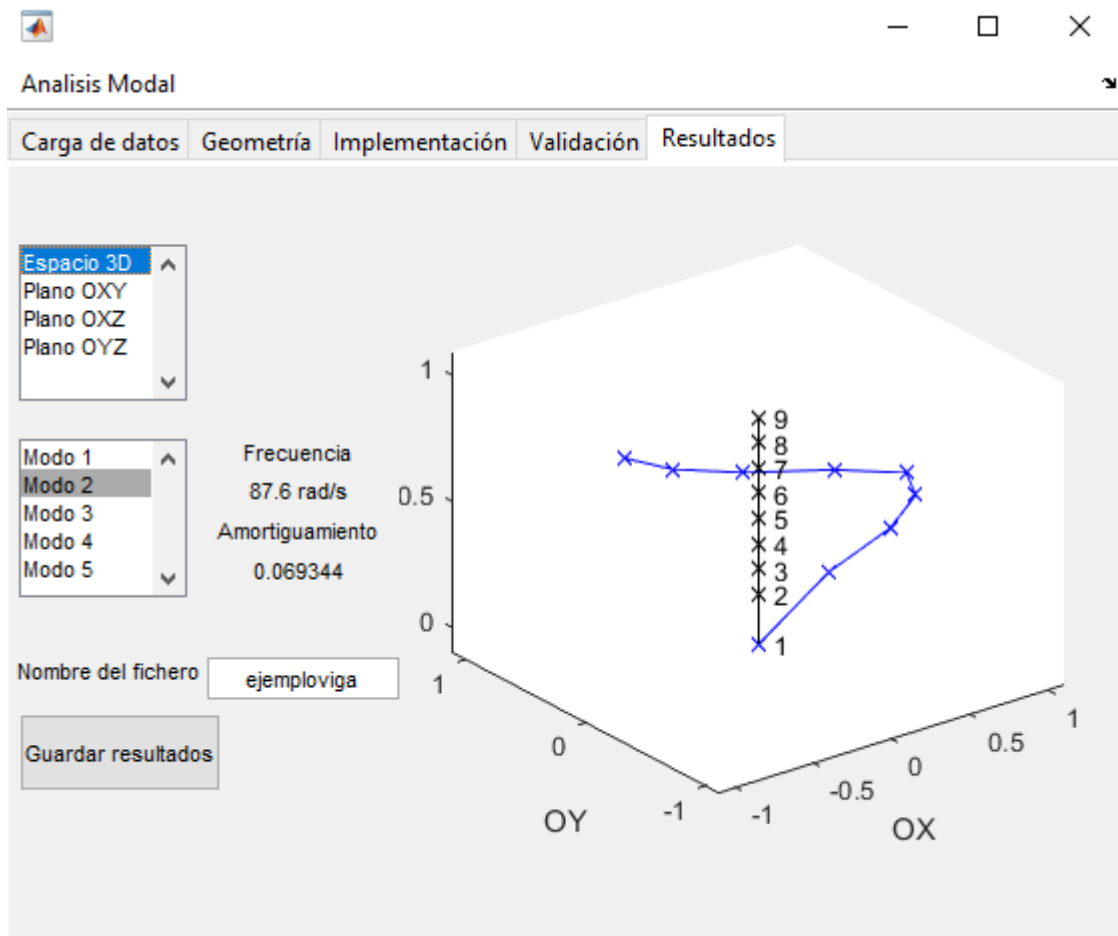 Analisis Modal
Carga de datos Geometría Implementación Validación Resultados
Espacio 3D
Plano OXY
Plano OXZ
Plano OYZ
Modo 1
Modo 2
Modo 3
Modo 4
Modo 5
Frecuencia
87.6 rad/s
Amortiguamiento
0.069344
Nombre del fichero ejemploviga
Guardar resultados
1
0.5
0
9
8
7
6
5
4
3
2
1
1
0
-1
OY
-1
-0.5
0
0.5
1
OX